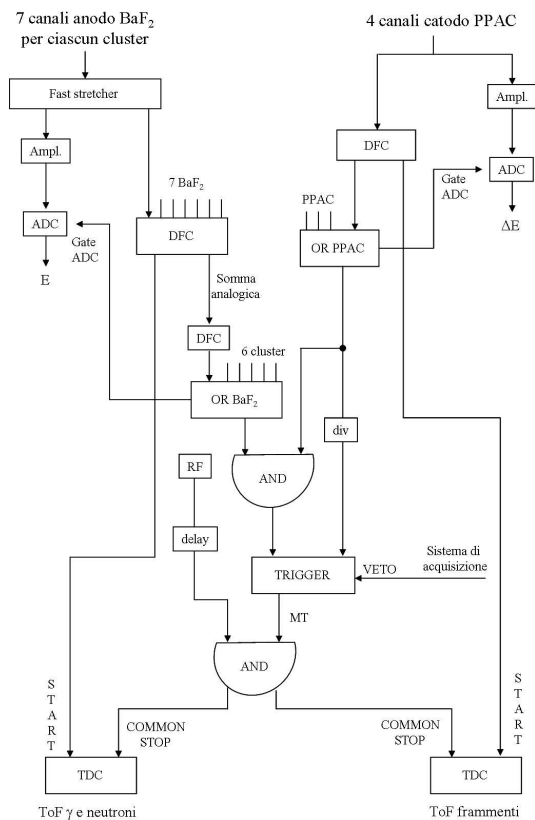 7 canali anodo BaF₂
per ciascun cluster
4 canali catodo PPAC
Fast stretcher
Ampl.
Ampl.
DFC
7 BaF₂
ADC
Gate
ADC
ADC
PPAC
ΔE
ADC
Gate
ADC
DFC
OR PPAC
E
Somma
analogica
DFC
6 cluster
OR BaF₂
div
RF
AND
delay
Sistema di
acquisizione
TRIGGER
VETO
MT
AND
START
START
COMMON
STOP
COMMON
STOP
TDC
TDC
ToF γ e neutroni
ToF frammenti